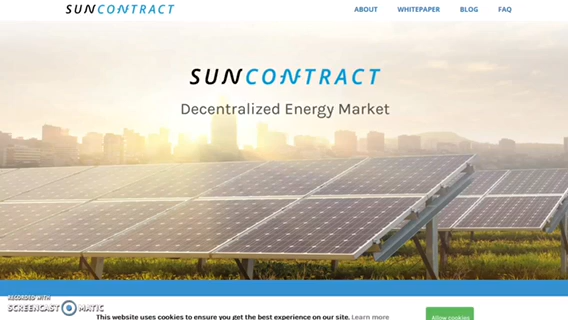 SUNCONTRACT
ABOUT WHITEPAPER BLOG FAQ
SUNCONTRACT
Decentralized Energy Market
RECORDED WITH
SCREENCAST MATIC
This website uses cookies to ensure you get the best experience on our site. Learn more
Allow cookies